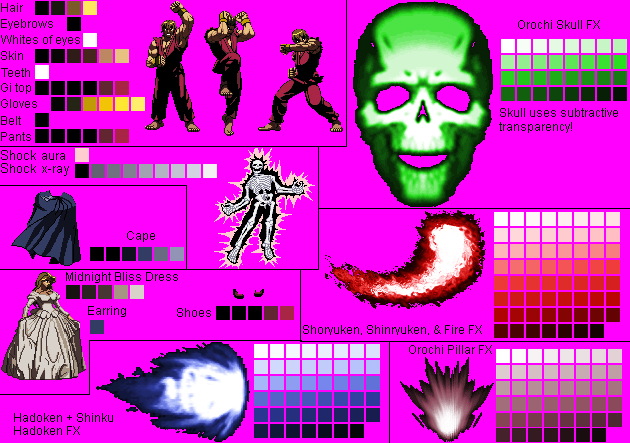 Hair
Eyebrows
Whites of eyes
Skin
Teeth
Gi top
Gloves
Belt
Pants
Orochi Skull FX
Skull uses subtractive
transparency!
Shock aura
Shock x-ray
Cape
Midnight Bliss Dress
Earring
Shoes
Shoryuken, Shinryuken, & Fire FX
Orochi Pillar FX
Hadoken + Shinku
Hadoken FX